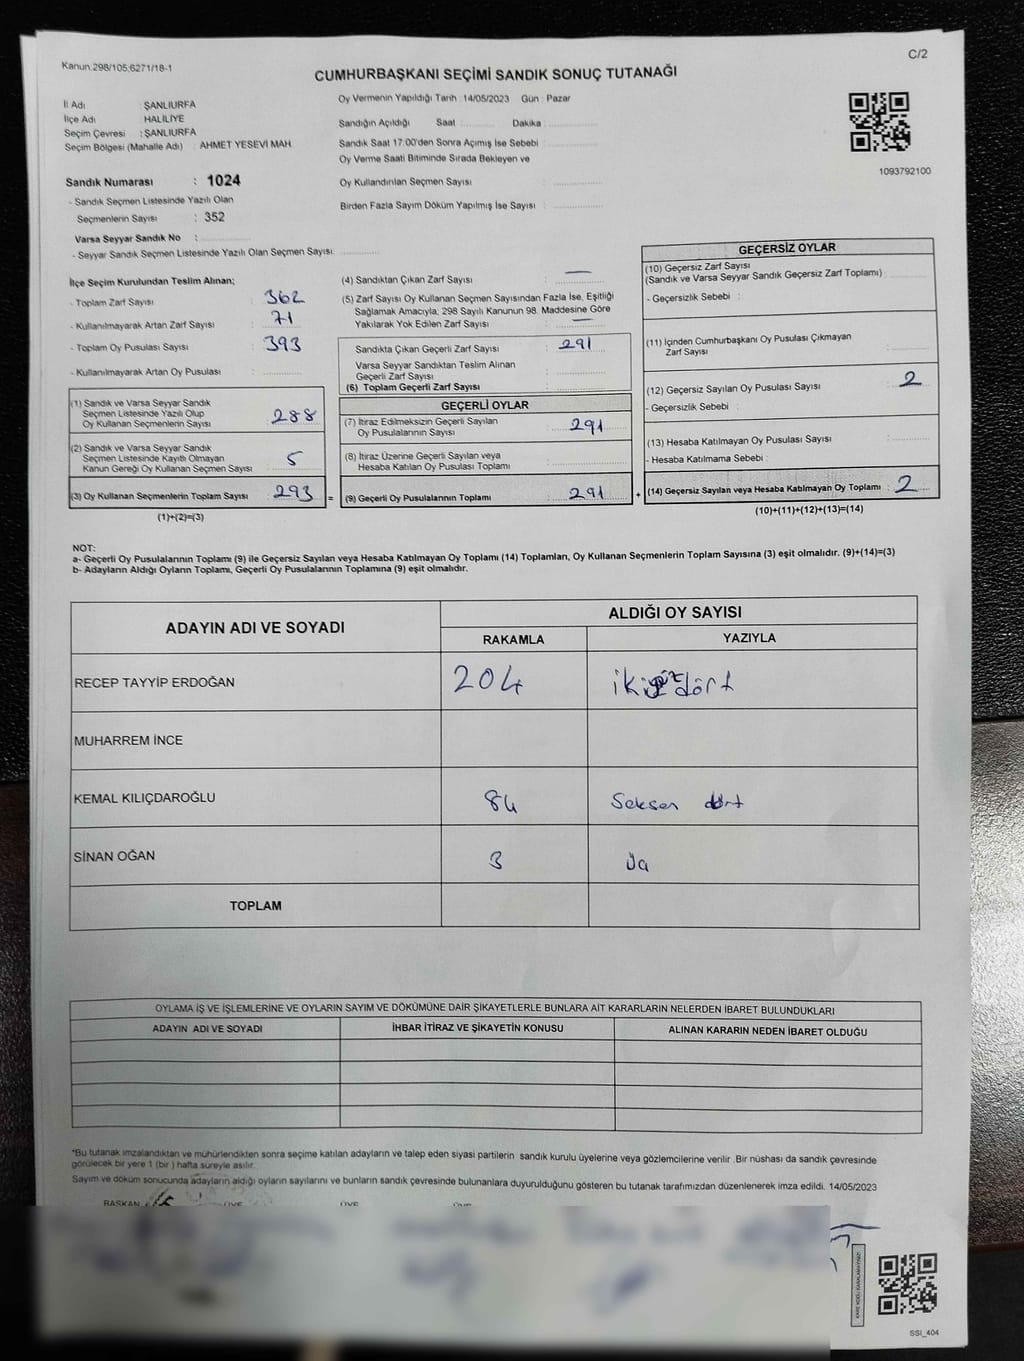 Kanun:298/105;6271/18-1
C/2
CUMHURBAŞKANI SEÇİMİ SANDIK SONUÇ TUTANAĞI
İl Adı : ŞANLIURFA
İlçe Adı HALİLİYE
Seçim Çevresi : ŞANLIURFA
Seçim Bölgesi (Mahalle Adı) : AHMET YESEVİ MAH
Sandık Numarası : 1024
- Sandık Seçmen Listesinde Yazılı Olan
Seçmenlerin Sayısı : 352
Varsa Seyyar Sandık No :
- Seyyar Sandık Seçmen Listesinde Yazılı Olan Seçmen Sayısı:
Oy Vermenin Yapıldığı Tarih :14/05/2023 Gün : Pazar
Sandığın Açıldığı Saat Dakika :
Sandık Saat 17:00'den Sonra Açımış İse Sebebi :
Oy Verme Saati Bitiminde Sırada Bekleyen ve
Oy Kullandırılan Seçmen Sayısı :
Birden Fazla Sayım Döküm Yapılmış İse Sayısı :
1093792100
İlçe Seçim Kurulundan Teslim Alınan;
- Toplam Zarf Sayısı : 362
- Kullanılmayarak Artan Zarf Sayısı : 71
- Toplam Oy Pusulası Sayısı : 393
- Kullanılmayarak Artan Oy Pusulası :
(1) Sandık ve Varsa Seyyar Sandık
Seçmen Listesinde Yazılı Olup
Oy Kullanan Seçmenlerin Sayısı : 288
(2) Sandık ve Varsa Seyyar Sandık
Seçmen Listesinde Kayıtlı Olmayan
Kanun Gereği Oy Kullanan Seçmen Sayısı : 5
(3) Oy Kullanan Seçmenlerin Toplam Sayısı : 293 =
(1)+(2)=(3)
(4) Sandıktan Çıkan Zarf Sayısı : —
(5) Zarf Sayısı Oy Kullanan Seçmen Sayısından Fazla İse, Eşitliği
Sağlamak Amacıyla, 298 Sayılı Kanunun 98. Maddesine Göre
Yakılarak Yok Edilen Zarf Sayısı : —
Sandıkta Çıkan Geçerli Zarf Sayısı : 291
Varsa Seyyar Sandıktan Teslim Alınan
Geçerli Zarf Sayısı :
(6) Toplam Geçerli Zarf Sayısı :
GEÇERLİ OYLAR
(7) İtiraz Edilmeksizin Geçerli Sayılan
Oy Pusulalarının Sayısı : 291
(8) İtiraz Üzerine Geçerli Sayılan veya
Hesaba Katılan Oy Pusulası Toplamı :
(9) Geçerli Oy Pusulalarının Toplamı : 291 +
GEÇERSİZ OYLAR
(10) Geçersiz Zarf Sayısı
(Sandık ve Varsa Seyyar Sandık Geçersiz Zarf Toplamı) :
- Geçersizlik Sebebi :
(11) İçinden Cumhurbaşkanı Oy Pusulası Çıkmayan
Zarf Sayısı :
(12) Geçersiz Sayılan Oy Pusulası Sayısı : 2
- Geçersizlik Sebebi :
(13) Hesaba Katılmayan Oy Pusulası Sayısı :
- Hesaba Katılmama Sebebi :
(14) Geçersiz Sayılan veya Hesaba Katılmayan Oy Toplamı : 2
(10)+(11)+(12)+(13)=(14)
NOT:
a- Geçerli Oy Pusulalarının Toplamı (9) ile Geçersiz Sayılan veya Hesaba Katılmayan Oy Toplamı (14) Toplamları, Oy Kullanan Seçmenlerin Toplam Sayısına (3) eşit olmalıdır. (9)+(14)=(3)
b- Adayların Aldığı Oyların Toplamı, Geçerli Oy Pusulalarının Toplamına (9) eşit olmalıdır.
ADAYIN ADI VE SOYADI ALDIĞI OY SAYISI
RAKAMLA YAZIYLA
RECEP TAYYİP ERDOĞAN 204 iki yüz dört
MUHARREM İNCE
KEMAL KILIÇDAROĞLU 84 Seksen dört
SİNAN OĞAN 3 üç
TOPLAM
OYLAMA İŞ VE İŞLEMLERİNE VE OYLARIN SAYIM VE DÖKÜMÜNE DAİR ŞİKAYETLERLE BUNLARA AİT KARARLARIN NELERDEN İBARET BULUNDUKLARI
ADAYIN ADI VE SOYADI İHBAR İTİRAZ VE ŞİKAYETİN KONUSU ALINAN KARARIN NEDEN İBARET OLDUĞU
*Bu tutanak imzalandıktan ve mühürlendikten sonra seçime katılan adayların ve talep eden siyasi partilerin sandık kurulu üyelerine veya gözlemcilerine verilir .Bir nüshası da sandık çevresinde
görülecek bir yere 1 (bir ) hafta süreyle asılır.
Sayım ve döküm sonucunda adayların aldığı oyların sayılarını ve bunların sandık çevresinde bulunanlara duyurulduğunu gösteren bu tutanak tarafımızdan düzenlenerek imza edildi. 14/05/2023
BAŞKAN ÜYE ÜYE ÜYE
SSI_404